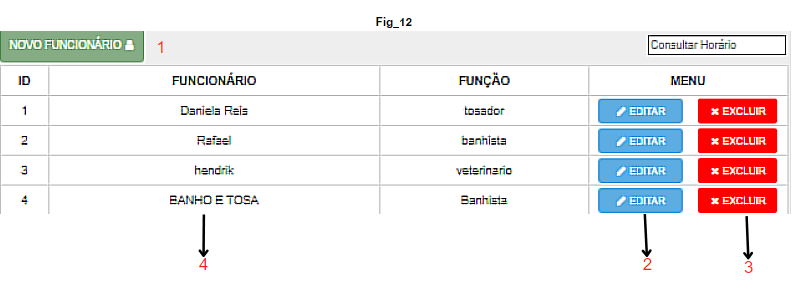 Fig_12
NOVO FUNCIONÁRIO 1 Consultar Horário
ID FUNCIONÁRIO FUNÇÃO MENU
1 Daniela Reis tosador EDITAR EXCLUIR
2 Rafael banhista EDITAR EXCLUIR
3 hendrik veterinario EDITAR EXCLUIR
4 BANHO E TOSA Banhista EDITAR EXCLUIR
4 2 3